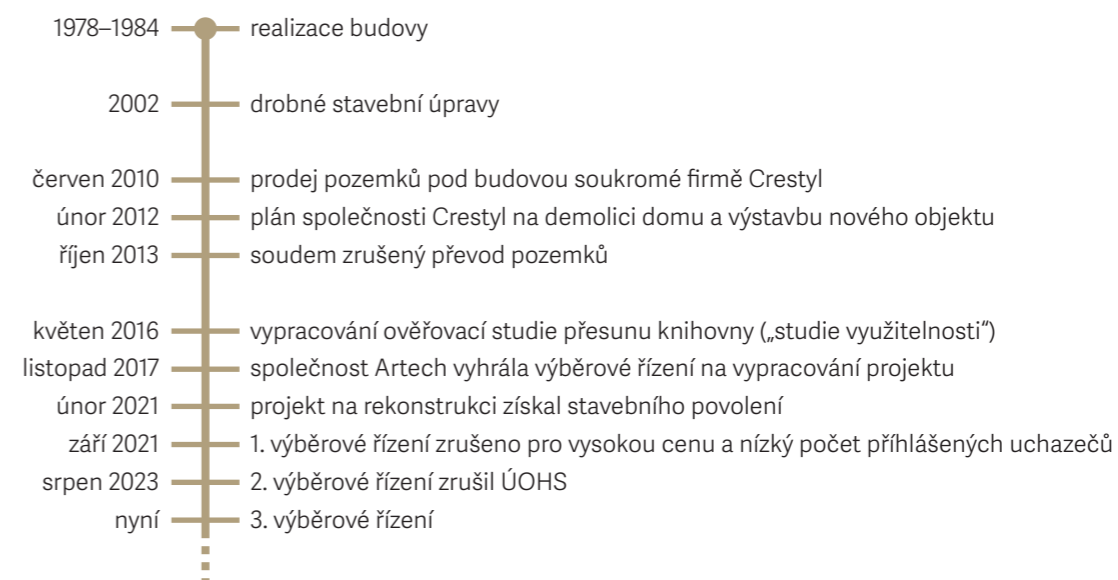 1978–1984 realizace budovy
2002 drobné stavební úpravy
červen 2010 prodej pozemků pod budovou soukromé firmě Crestyl
únor 2012 plán společnosti Crestyl na demolici domu a výstavbu nového objektu
říjen 2013 soudem zrušený převod pozemků
květen 2016 vypracování ověřovací studie přesunu knihovny („studie využitelnosti“)
listopad 2017 společnost Artech vyhrála výběrové řízení na vypracování projektu
únor 2021 projekt na rekonstrukci získal stavebního povolení
září 2021 1. výběrové řízení zrušeno pro vysokou cenu a nízký počet příhlášených uchazečů
srpen 2023 2. výběrové řízení zrušil ÚOHS
nyní 3. výběrové řízení